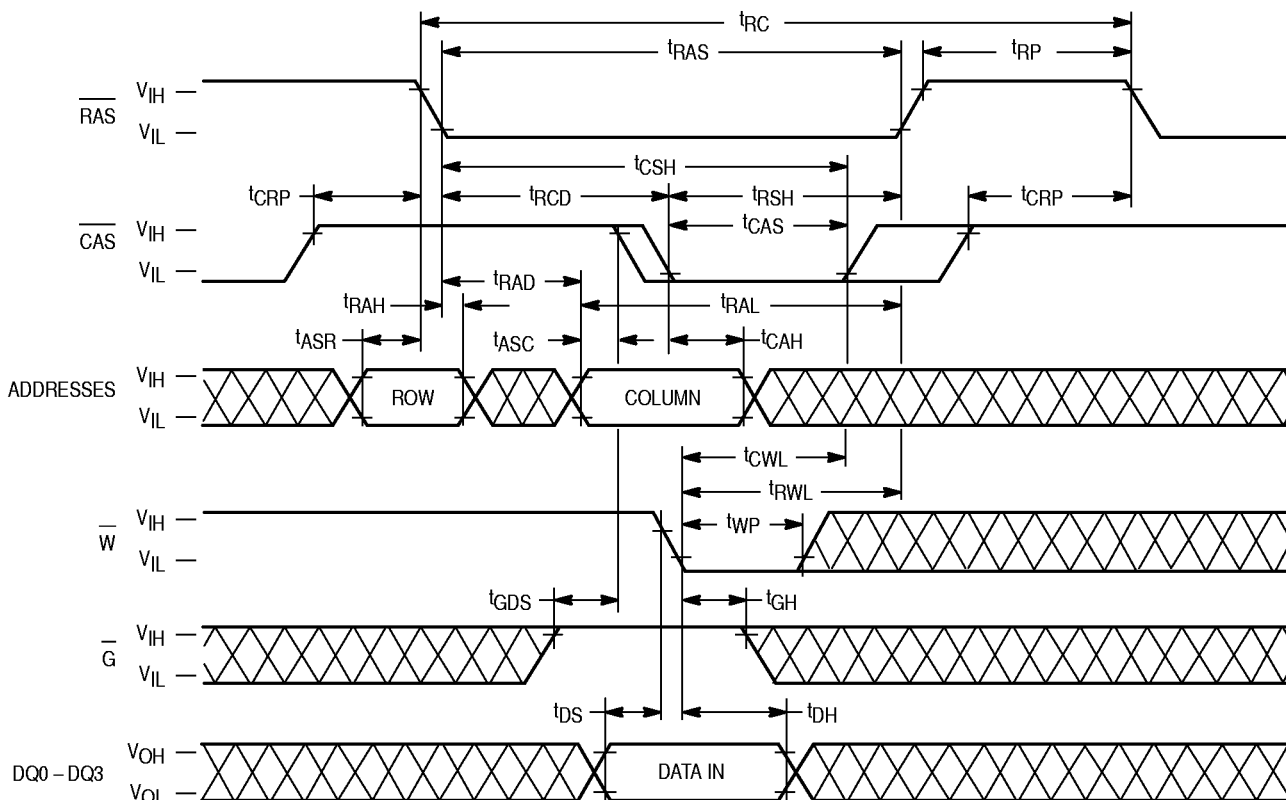 tRC
tRAS
tRP
RAS
VIH
VIL
tCSH
tCRP
tRCD
tRSH
tCRP
tCAS
CAS
VIH
VIL
tRAD
tRAH
tRAL
tASR
tASC
tCAH
ADDRESSES
VIH
VIL
ROW
COLUMN
tCWL
tRWL
tWP
W
VIH
VIL
tGDS
tGH
G
VIH
VIL
tDS
tDH
DQ0 – DQ3
VOH
VOL
DATA IN